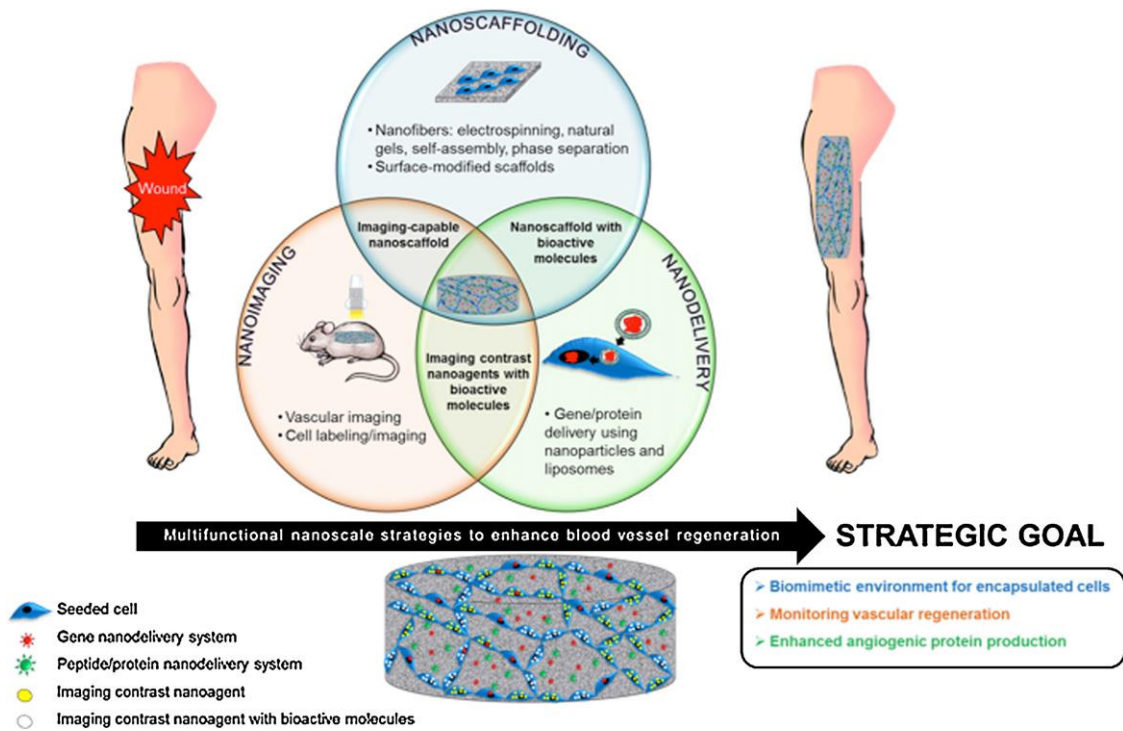 NANOSCAFFOLDING
• Nanofibers: electrospinning, natural
gels, self-assembly, phase separation
• Surface-modified scaffolds
Wound
Imaging-capable
nanoscaffold
Nanoscaffold with
bioactive
molecules
NANOIMAGING
NANODELIVERY
Imaging contrast
nanoagents with
bioactive
molecules
• Vascular imaging
• Cell labeling/imaging
• Gene/protein
delivery using
nanoparticles and
liposomes
Multifunctional nanoscale strategies to enhance blood vessel regeneration
STRATEGIC GOAL
➢ Biomimetic environment for encapsulated cells
➢ Monitoring vascular regeneration
➢ Enhanced angiogenic protein production
Seeded cell
Gene nanodelivery system
Peptide/protein nanodelivery system
Imaging contrast nanoagent
Imaging contrast nanoagent with bioactive molecules